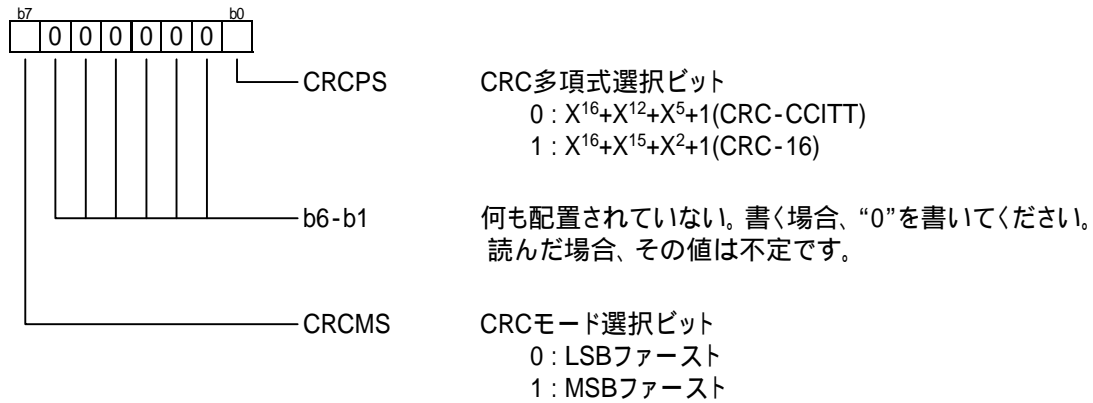 b7 b0
0 0 0 0 0 0
CRCPS CRC多項式選択ビット
0 : X¹⁶+X¹²+X⁵+1(CRC-CCITT)
1 : X¹⁶+X¹⁵+X²+1(CRC-16)
b6-b1 何も配置されていない。書く場合、“0”を書いてください。
読んだ場合、その値は不定です。
CRCMS CRCモード選択ビット
0 : LSBファースト
1 : MSBファースト